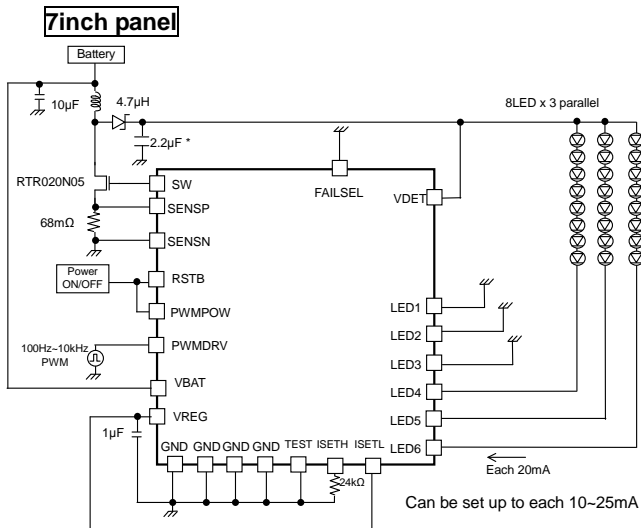 7inch panel
Battery
10µF
4.7µH
2.2µF *
8LED x 3 parallel
RTR020N05
68mΩ
SW
SENSP
SENSN
FAILSEL
VDET
Power
ON/OFF
RSTB
PWMPOW
100Hz~10kHz
PWM
PWMDRV
VBAT
VREG
1µF
LED1
LED2
LED3
LED4
LED5
LED6
GND
GND
GND
GND
TEST
ISETH
ISETL
24kΩ
Each 20mA
Can be set up to each 10~25mA